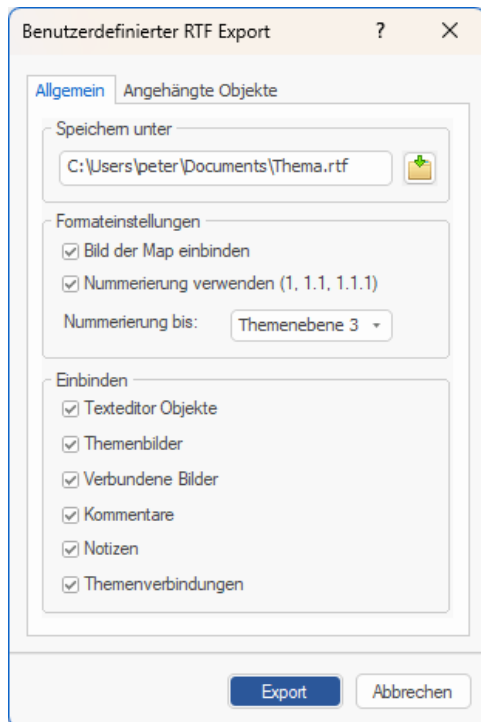 Benutzerdefinierter RTF Export ?
Allgemein Angehängte Objekte
Speichern unter
C:\Users\peter\Documents\Thema.rtf
Formateinstellungen
Bild der Map einbinden
Nummerierung verwenden (1, 1.1, 1.1.1)
Nummerierung bis: Themenebene 3
Einbinden
Texteditor Objekte
Themenbilder
Verbundene Bilder
Kommentare
Notizen
Themenverbindungen
Export Abbrechen